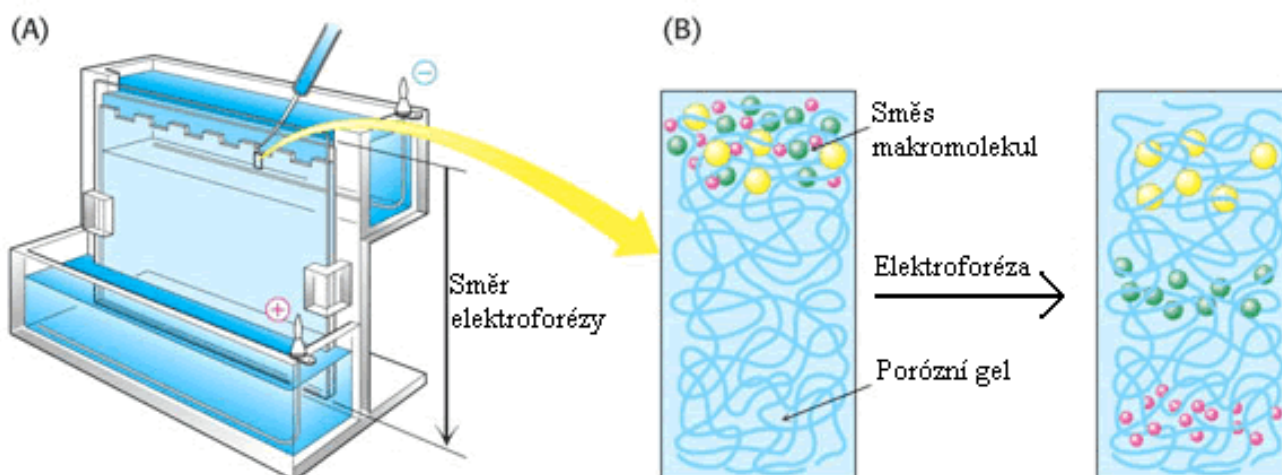 (A)
(B)
−
Směs
makromolekul
Směr
elektroforézy
Elektroforéza
+
Porózní gel